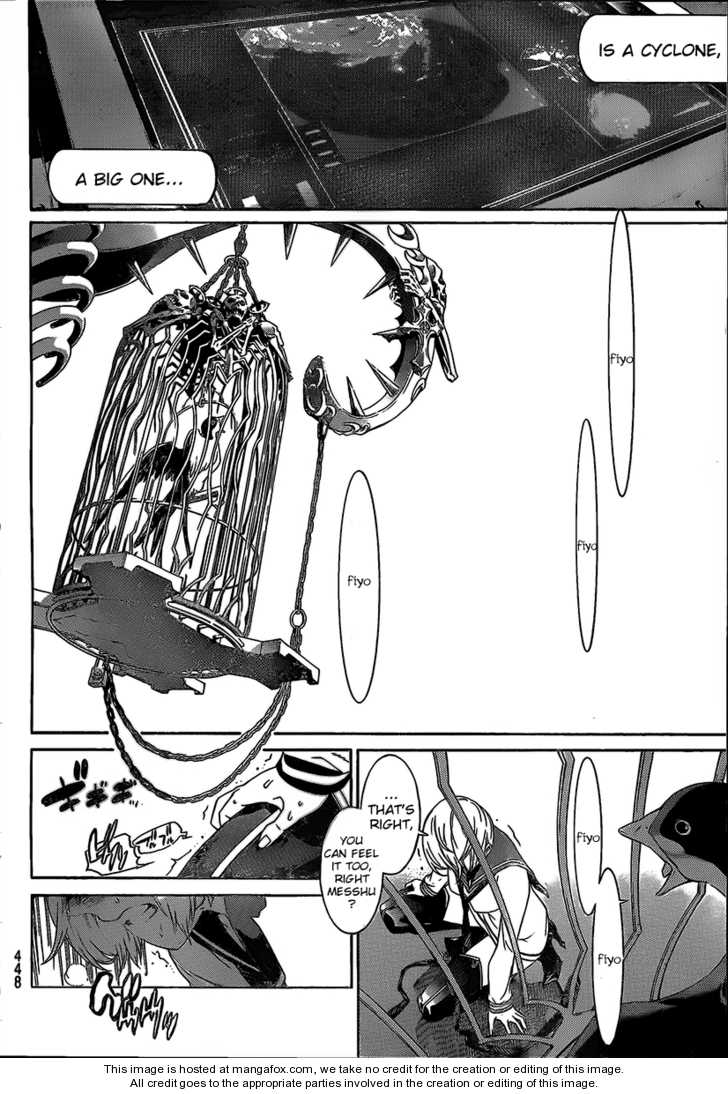 IS A CYCLONE,
A BIG ONE...
fiyo
fiyo
fiyo
...
THAT'S
RIGHT,
YOU
CAN FEEL
IT TOO,
RIGHT
MESSHU
?
fiyo
fiyo
448
This image is hosted at mangafox.com, we take no credit for the creation or editing of this image.
All credit goes to the appropriate parties involved in the creation or editing of this image.